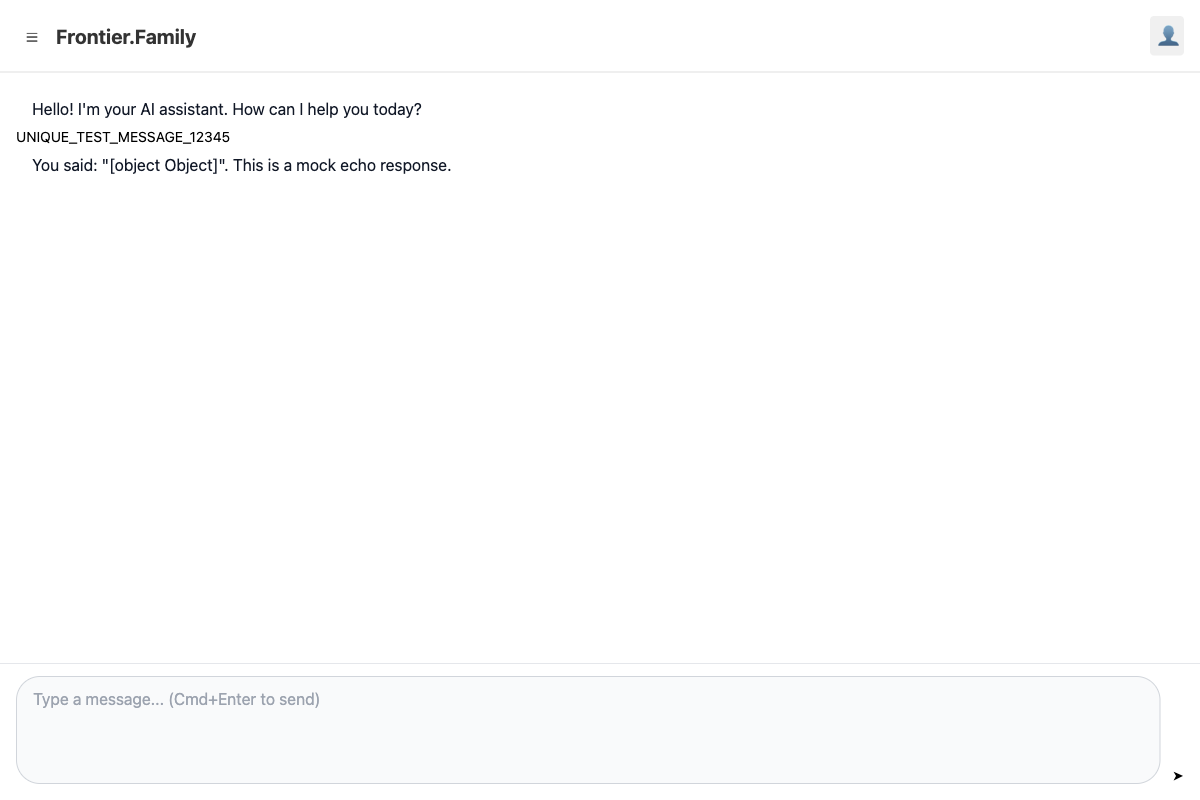 Frontier.Family
Hello! I'm your AI assistant. How can I help you today?
UNIQUE_TEST_MESSAGE_12345
You said: "[object Object]". This is a mock echo response.
Type a message... (Cmd+Enter to send)